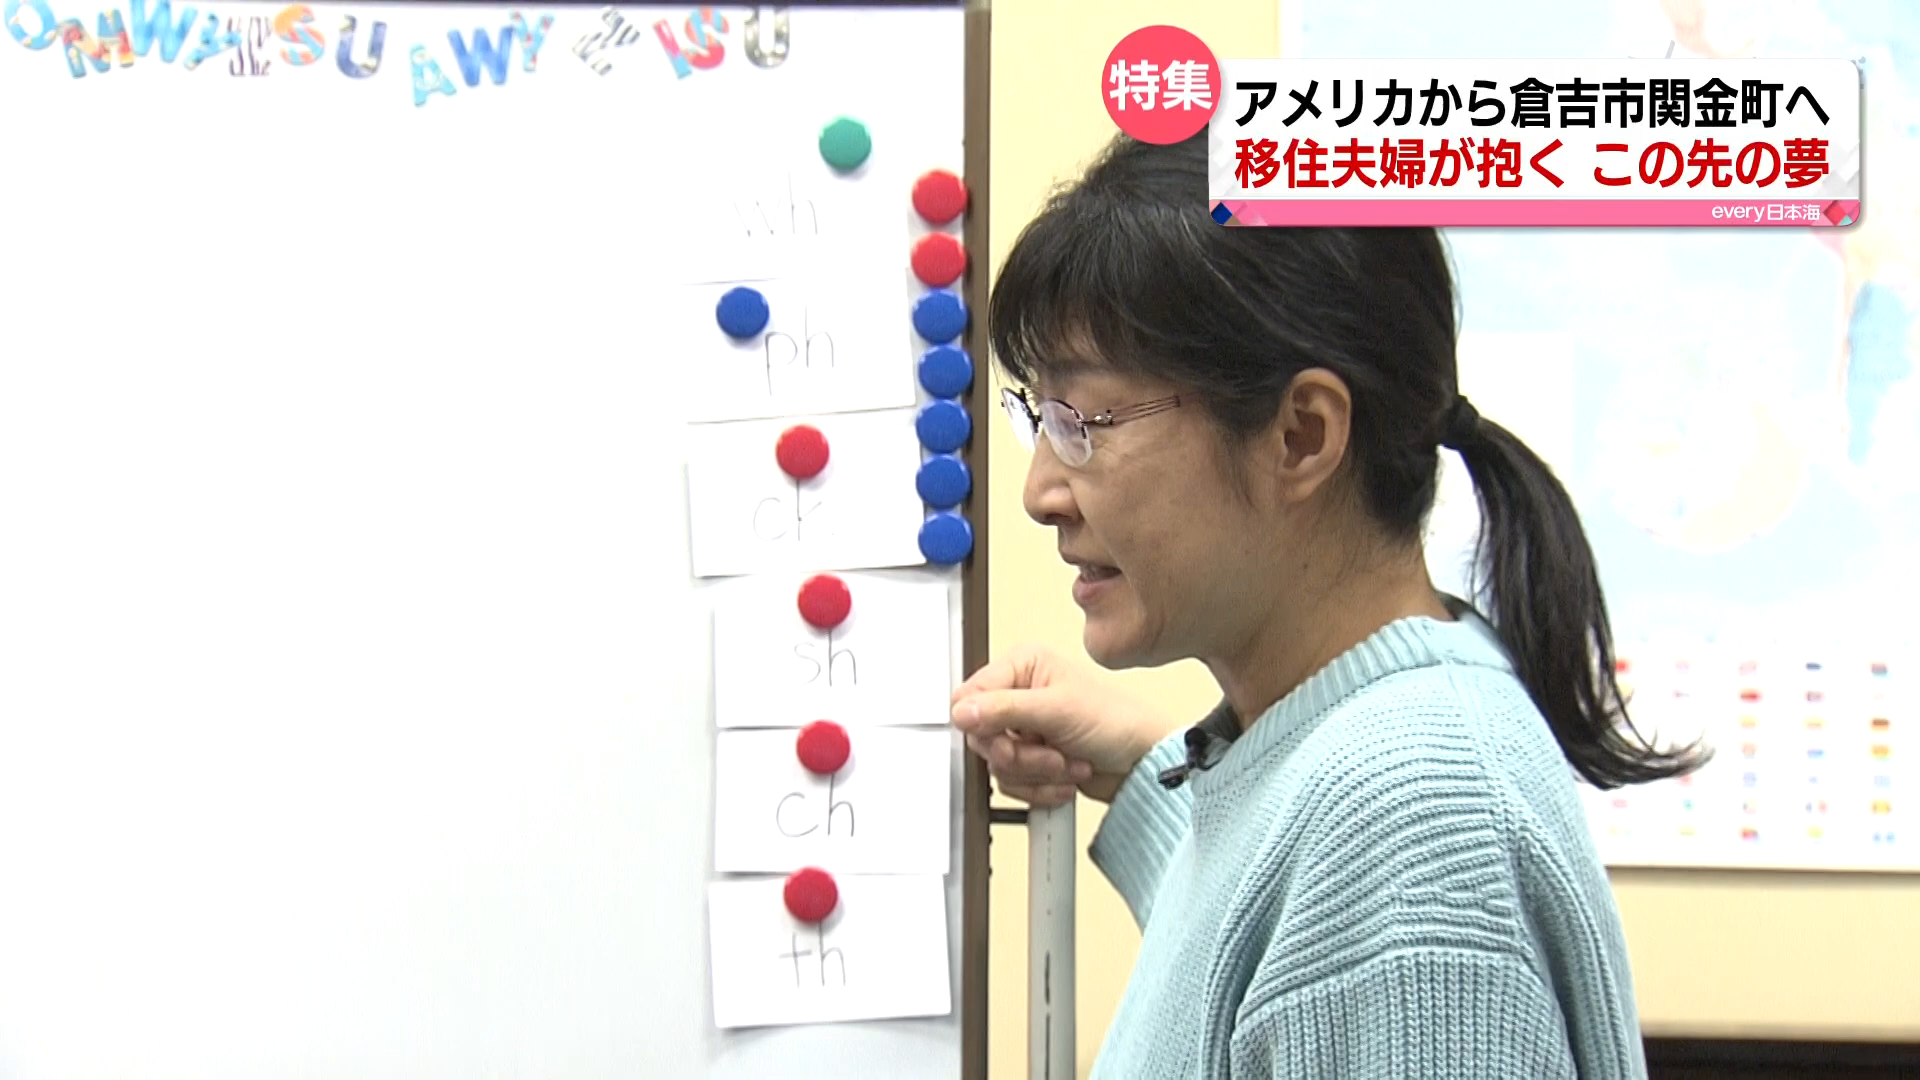 特集
アメリカから倉吉市関金町へ
移住夫婦が抱く この先の夢
every日本海
wh
ph
ck
sh
ch
th